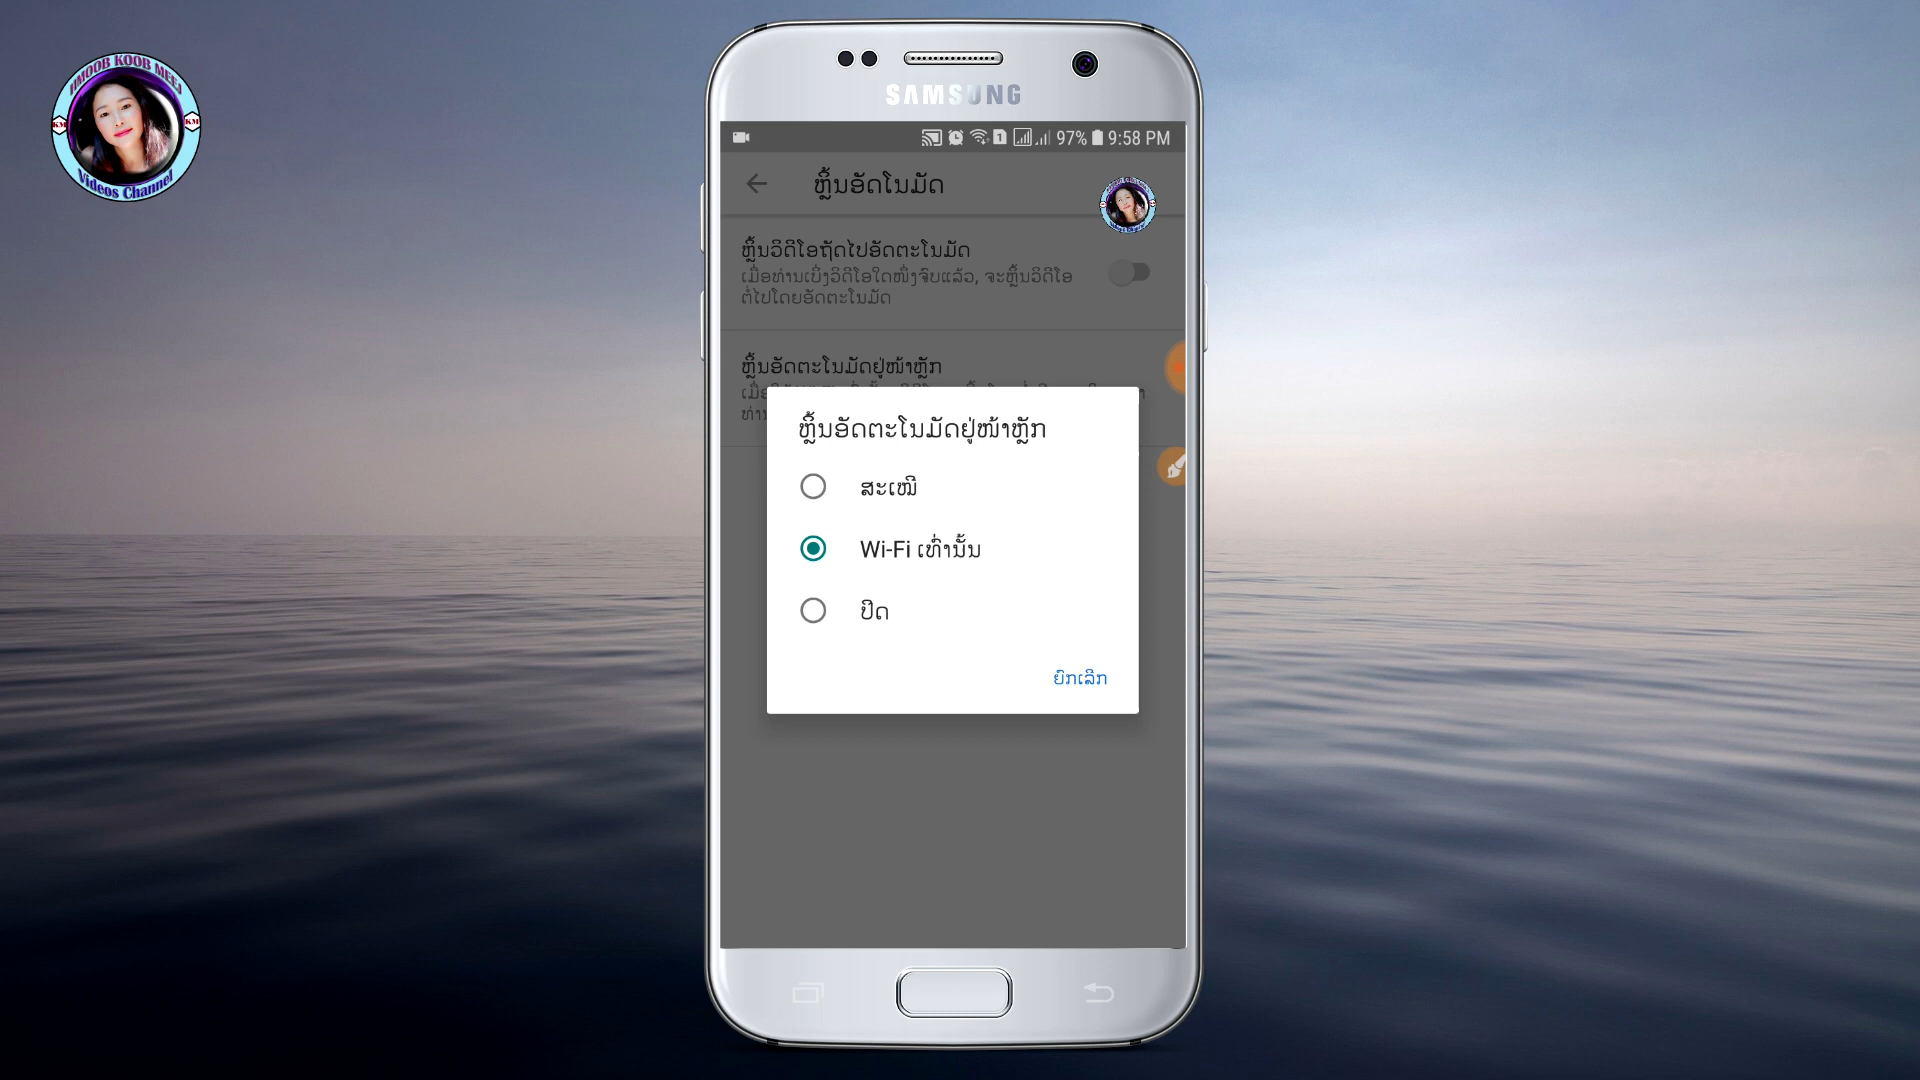 HMOOB KOOB MEEJ
KM
KM
Videos Channel
SAMSUNG
1
97%
9:58 PM
ຫຼິ້ນອັດໂນມັດ
ຫຼິ້ນວິດີໂອຖັດໄປອັດຕະໂນມັດ
ເມື່ອທ່ານເບິ່ງວິດີໂອໃດໜຶ່ງຈົບແລ້ວ, ຈະຫຼິ້ນວິດີໂອ
ຕໍ່ໄປໂດຍອັດຕະໂນມັດ
ຫຼິ້ນອັດຕະໂນມັດຢູ່ໜ້າຫຼັກ
ຫຼິ້ນອັດຕະໂນມັດຢູ່ໜ້າຫຼັກ
ສະເໝີ
Wi-Fi ເທົ່ານັ້ນ
ປິດ
ຍົກເລີກ